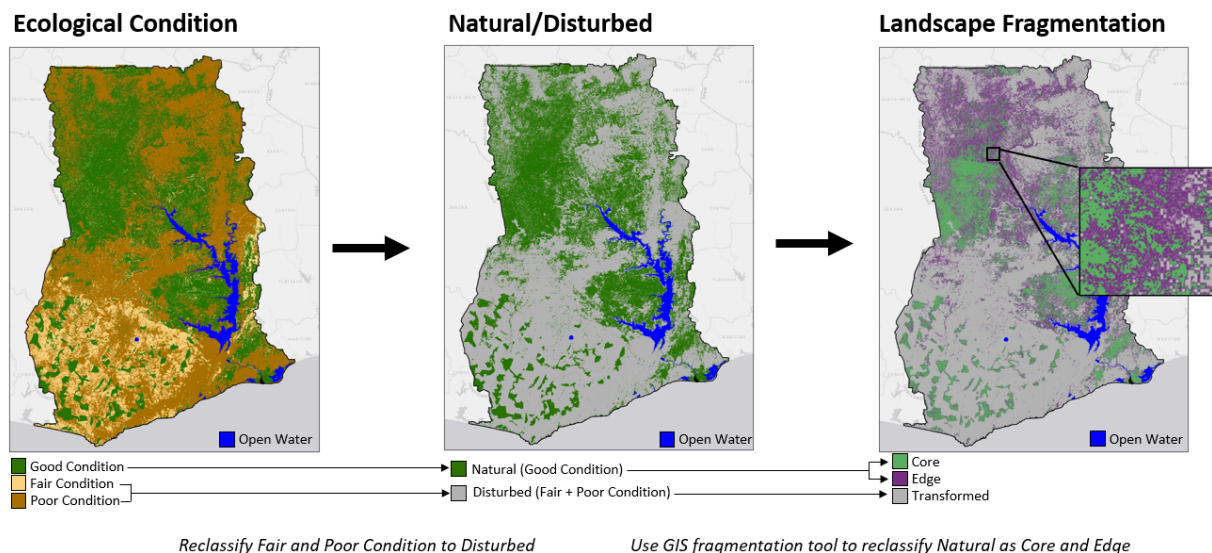 Ecological Condition
Natural/Disturbed
Landscape Fragmentation
Open Water
Open Water
Open Water
Good Condition
Fair Condition
Poor Condition
Natural (Good Condition)
Disturbed (Fair + Poor Condition)
Core
Edge
Transformed
Reclassify Fair and Poor Condition to Disturbed
Use GIS fragmentation tool to reclassify Natural as Core and Edge